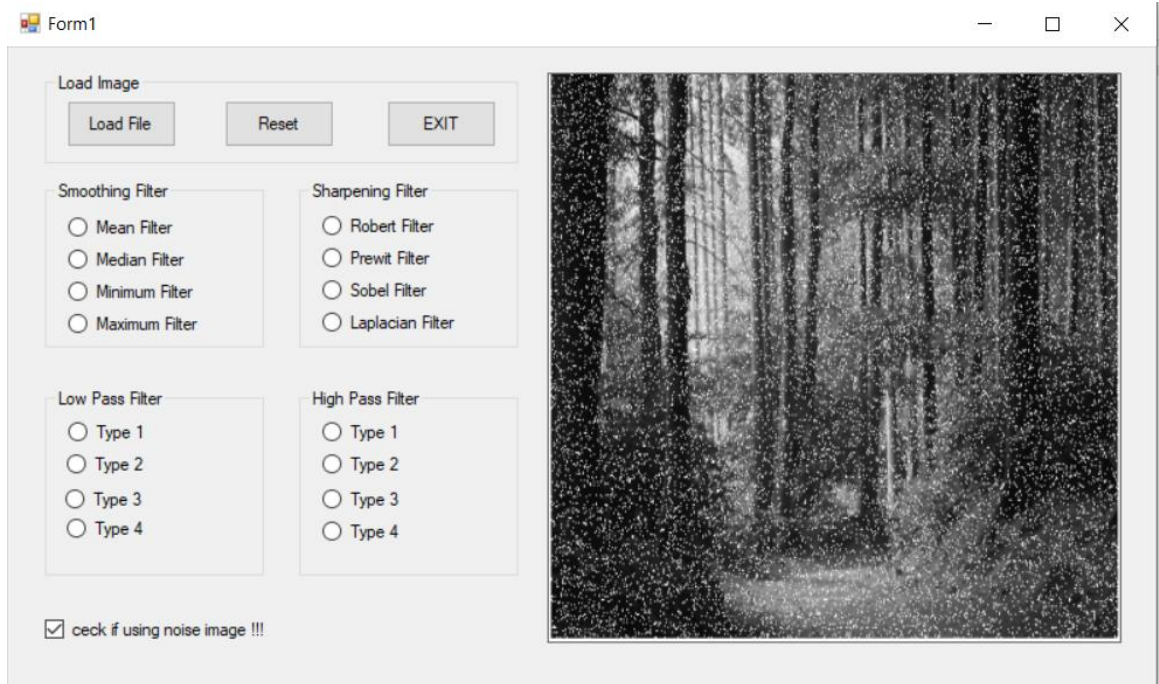 Form1
Load Image
Load File
Reset
EXIT
Smoothing Filter
Mean Filter
Median Filter
Minimum Filter
Maximum Filter
Sharpening Filter
Robert Filter
Prewit Filter
Sobel Filter
Laplacian Filter
Low Pass Filter
Type 1
Type 2
Type 3
Type 4
High Pass Filter
Type 1
Type 2
Type 3
Type 4
ceck if using noise image !!!